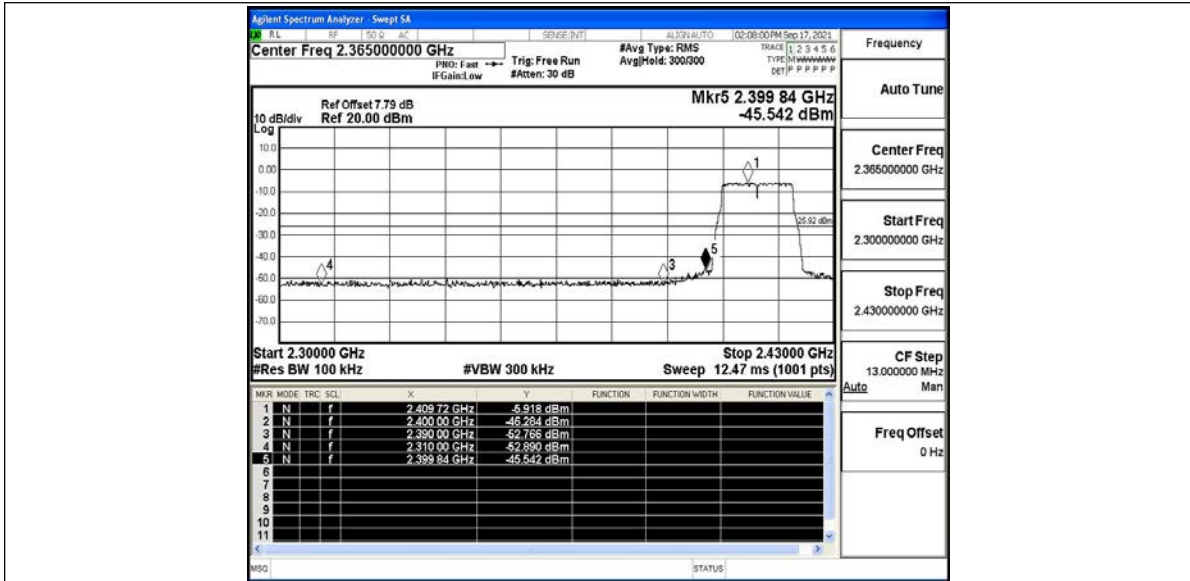 Agilent Spectrum Analyzer - Swept SA
RL RF 50 Ω AC SENSE:INT ALIGN AUTO 02:08:00 PM Sep 17, 2021
Center Freq 2.365000000 GHz
PNO: Fast
IFGain:Low
Trig: Free Run
#Atten: 30 dB
#Avg Type: RMS
Avg|Hold: 300/300
TRACE 1 2 3 4 5 6
TYPE M
DET P P P P P P
Mkr5 2.399 84 GHz
-45.542 dBm
Ref Offset 7.79 dB
10 dB/div Ref 20.00 dBm
Log
10.0
0.00
-10.0
-20.0
-30.0
-40.0
-50.0
-60.0
-70.0
1
5
3
4
Start 2.30000 GHz Stop 2.43000 GHz
#Res BW 100 kHz #VBW 300 kHz Sweep 12.47 ms (1001 pts)
MKR MODE TRC SCL X Y FUNCTION FUNCTION WIDTH FUNCTION VALUE
1 N f 2.409 72 GHz -5.918 dBm
2 N f 2.400 00 GHz -46.284 dBm
3 N f 2.390 00 GHz -52.766 dBm
4 N f 2.310 00 GHz -52.890 dBm
5 N f 2.399 84 GHz -45.542 dBm
6
7
8
9
10
11
MSG STATUS
Frequency
Auto Tune
Center Freq
2.365000000 GHz
Start Freq
2.300000000 GHz
Stop Freq
2.430000000 GHz
CF Step
13.000000 MHz
Auto Man
Freq Offset
0 Hz